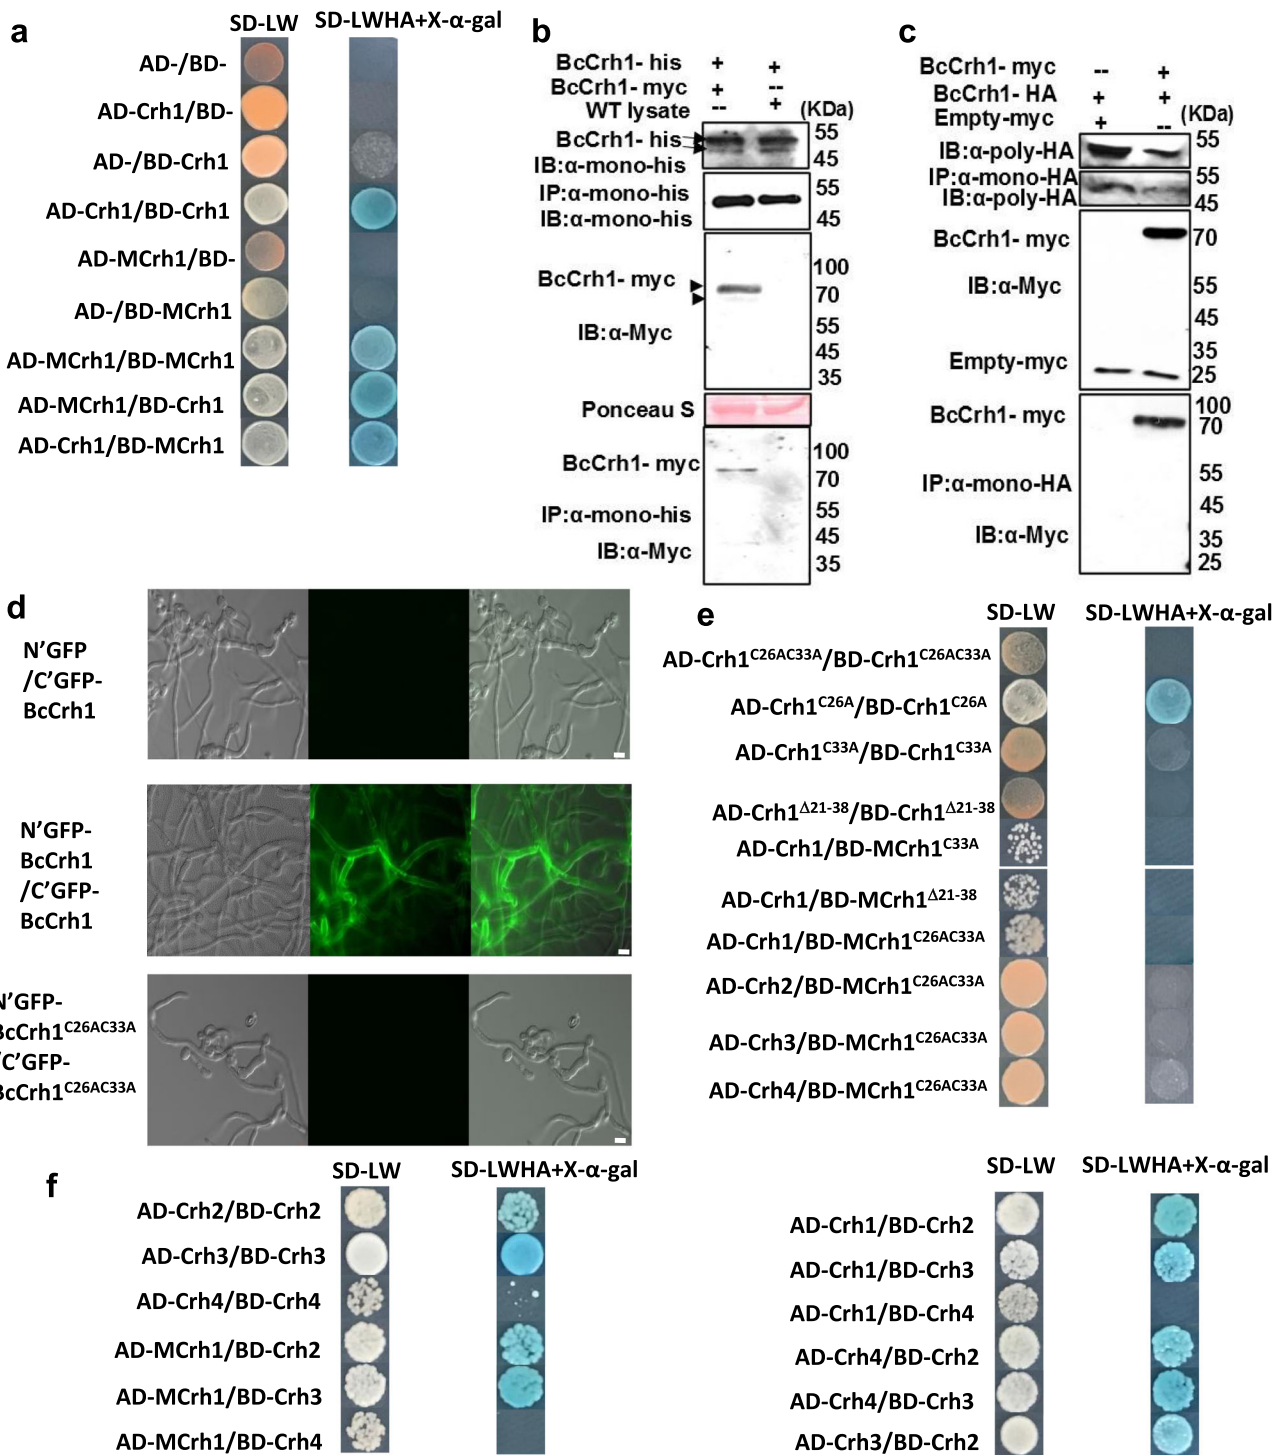 a
SD-LW
SD-LWHA+X-α-gal
AD-/BD-
AD-Crh1/BD-
AD-/BD-Crh1
AD-Crh1/BD-Crh1
AD-MCrh1/BD-
AD-/BD-MCrh1
AD-MCrh1/BD-MCrh1
AD-MCrh1/BD-Crh1
AD-Crh1/BD-MCrh1
b
BcCrh1- his + +
BcCrh1- myc + --
WT lysate -- + (KDa)
BcCrh1- his 55
IB:α-mono-his 45
IP:α-mono-his 55
IB:α-mono-his 45
100
BcCrh1- myc
70
IB:α-Myc 55
45
35
Ponceau S
BcCrh1- myc 100
70
IP:α-mono-his 55
45
IB:α-Myc 35
c
BcCrh1- myc -- +
BcCrh1- HA + +
Empty-myc + -- (KDa)
IB:α-poly-HA 55
IP:α-mono-HA 55
IB:α-poly-HA 45
BcCrh1- myc 70
IB:α-Myc 55
45
Empty-myc 35
25
BcCrh1- myc 100
70
55
IP:α-mono-HA
45
IB:α-Myc 35
25
d
N'GFP
/C'GFP-
BcCrh1
N'GFP-
BcCrh1
/C'GFP-
BcCrh1
N'GFP-
BcCrh1C26AC33A
/C'GFP-
BcCrh1C26AC33A
e
SD-LW
SD-LWHA+X-α-gal
AD-Crh1C26AC33A/BD-Crh1C26AC33A
AD-Crh1C26A/BD-Crh1C26A
AD-Crh1C33A/BD-Crh1C33A
AD-Crh1Δ21-38/BD-Crh1Δ21-38
AD-Crh1/BD-MCrh1C33A
AD-Crh1/BD-MCrh1Δ21-38
AD-Crh1/BD-MCrh1C26AC33A
AD-Crh2/BD-MCrh1C26AC33A
AD-Crh3/BD-MCrh1C26AC33A
AD-Crh4/BD-MCrh1C26AC33A
f
SD-LW
SD-LWHA+X-α-gal
AD-Crh2/BD-Crh2
AD-Crh3/BD-Crh3
AD-Crh4/BD-Crh4
AD-MCrh1/BD-Crh2
AD-MCrh1/BD-Crh3
AD-MCrh1/BD-Crh4
SD-LW
SD-LWHA+X-α-gal
AD-Crh1/BD-Crh2
AD-Crh1/BD-Crh3
AD-Crh1/BD-Crh4
AD-Crh4/BD-Crh2
AD-Crh4/BD-Crh3
AD-Crh3/BD-Crh2